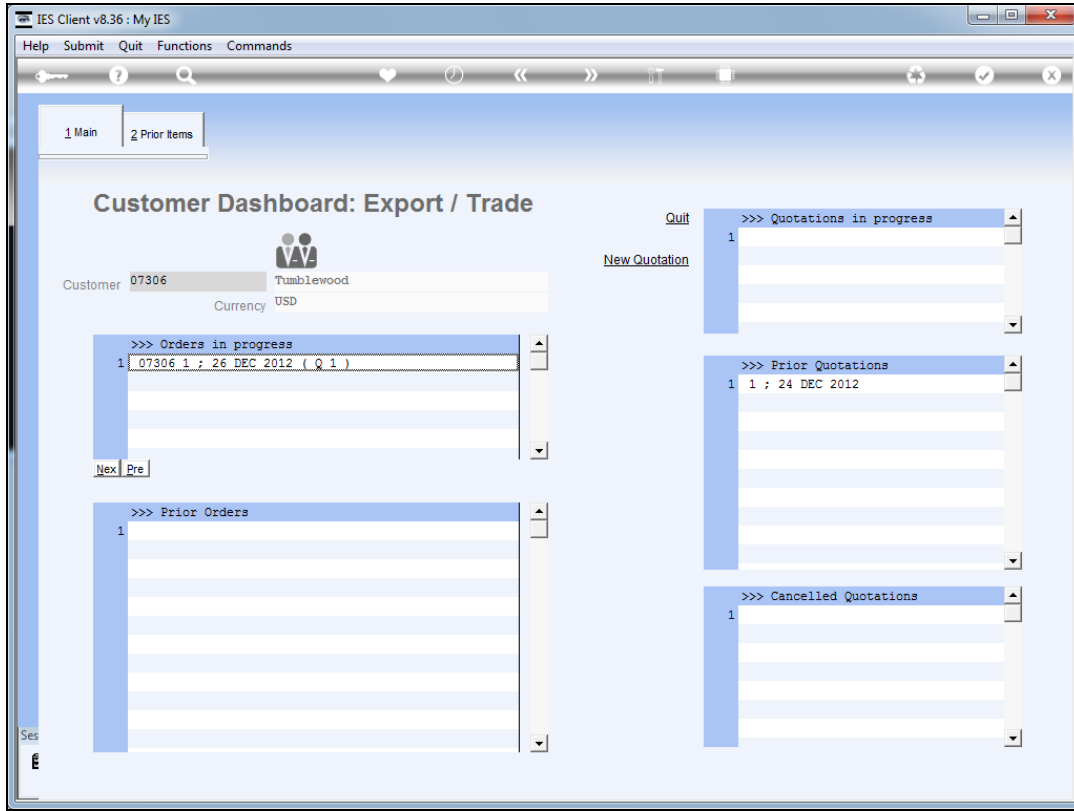 IES Client v8.36 : My IES
Help Submit Quit Functions Commands
1 Main
2 Prior Items
Customer Dashboard: Export / Trade
Customer 07306 Tumblewood
Currency USD
>>> Orders in progress
1 07306 1 ; 26 DEC 2012 ( Q 1 )
Nex Pre
>>> Prior Orders
1
Quit
New Quotation
>>> Quotations in progress
1
>>> Prior Quotations
1 1 ; 24 DEC 2012
>>> Cancelled Quotations
1
Ses